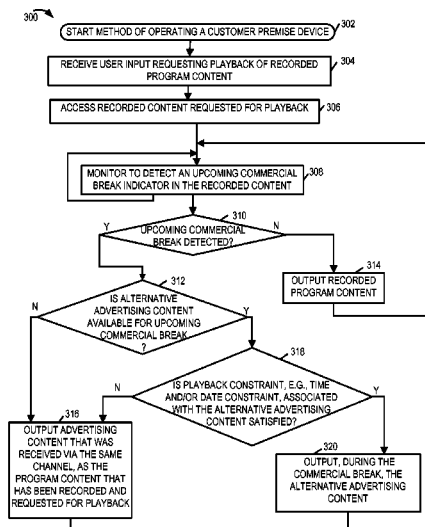 300
START METHOD OF OPERATING A CUSTOMER PREMISE DEVICE
302
RECEIVE USER INPUT REQUESTING PLAYBACK OF RECORDED
PROGRAM CONTENT
304
ACCESS RECORDED CONTENT REQUESTED FOR PLAYBACK
306
MONITOR TO DETECT AN UPCOMING COMMERCIAL
BREAK INDICATOR IN THE RECORDED CONTENT
308
310
Y
UPCOMING COMMERCIAL
BREAK DETECTED?
N
312
314
OUTPUT RECORDED
PROGRAM CONTENT
N
IS ALTERNATIVE
ADVERTISING CONTENT
AVAILABLE FOR UPCOMING
COMMERCIAL BREAK
?
Y
318
N
IS PLAYBACK CONSTRAINT, E.G., TIME
AND/OR DATE CONSTRAINT, ASSOCIATED
WITH THE ALTERNATIVE ADVERTISING
CONTENT SATISFIED?
Y
316
OUTPUT ADVERTISING
CONTENT THAT WAS
RECEIVED VIA THE SAME
CHANNEL, AS THE
PROGRAM CONTENT THAT
HAS BEEN RECORDED AND
REQUESTED FOR PLAYBACK
320
OUTPUT, DURING THE
COMMERCIAL BREAK, THE
ALTERNATIVE ADVERTISING
CONTENT